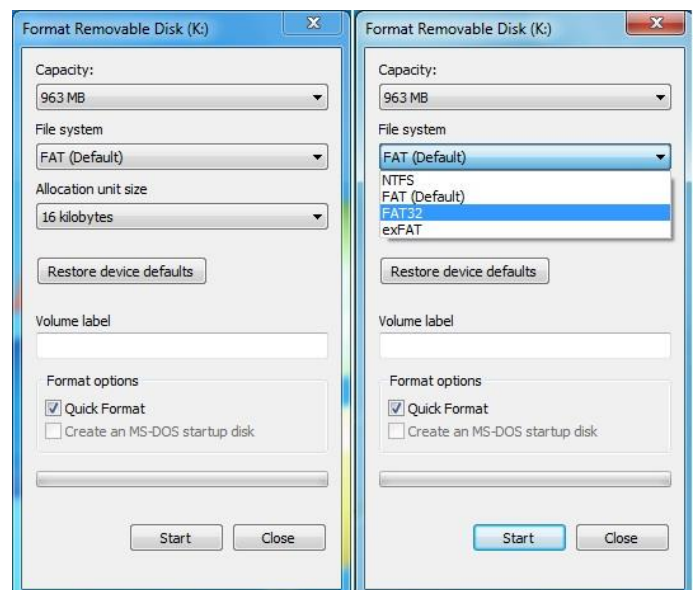 Format Removable Disk (K:)
Capacity:
963 MB
File system
FAT (Default)
Allocation unit size
16 kilobytes
Restore device defaults
Volume label
Format options
Quick Format
Create an MS-DOS startup disk
Start
Close
Format Removable Disk (K:)
Capacity:
963 MB
File system
FAT (Default)
NTFS
FAT (Default)
FAT32
exFAT
Restore device defaults
Volume label
Format options
Quick Format
Create an MS-DOS startup disk
Start
Close